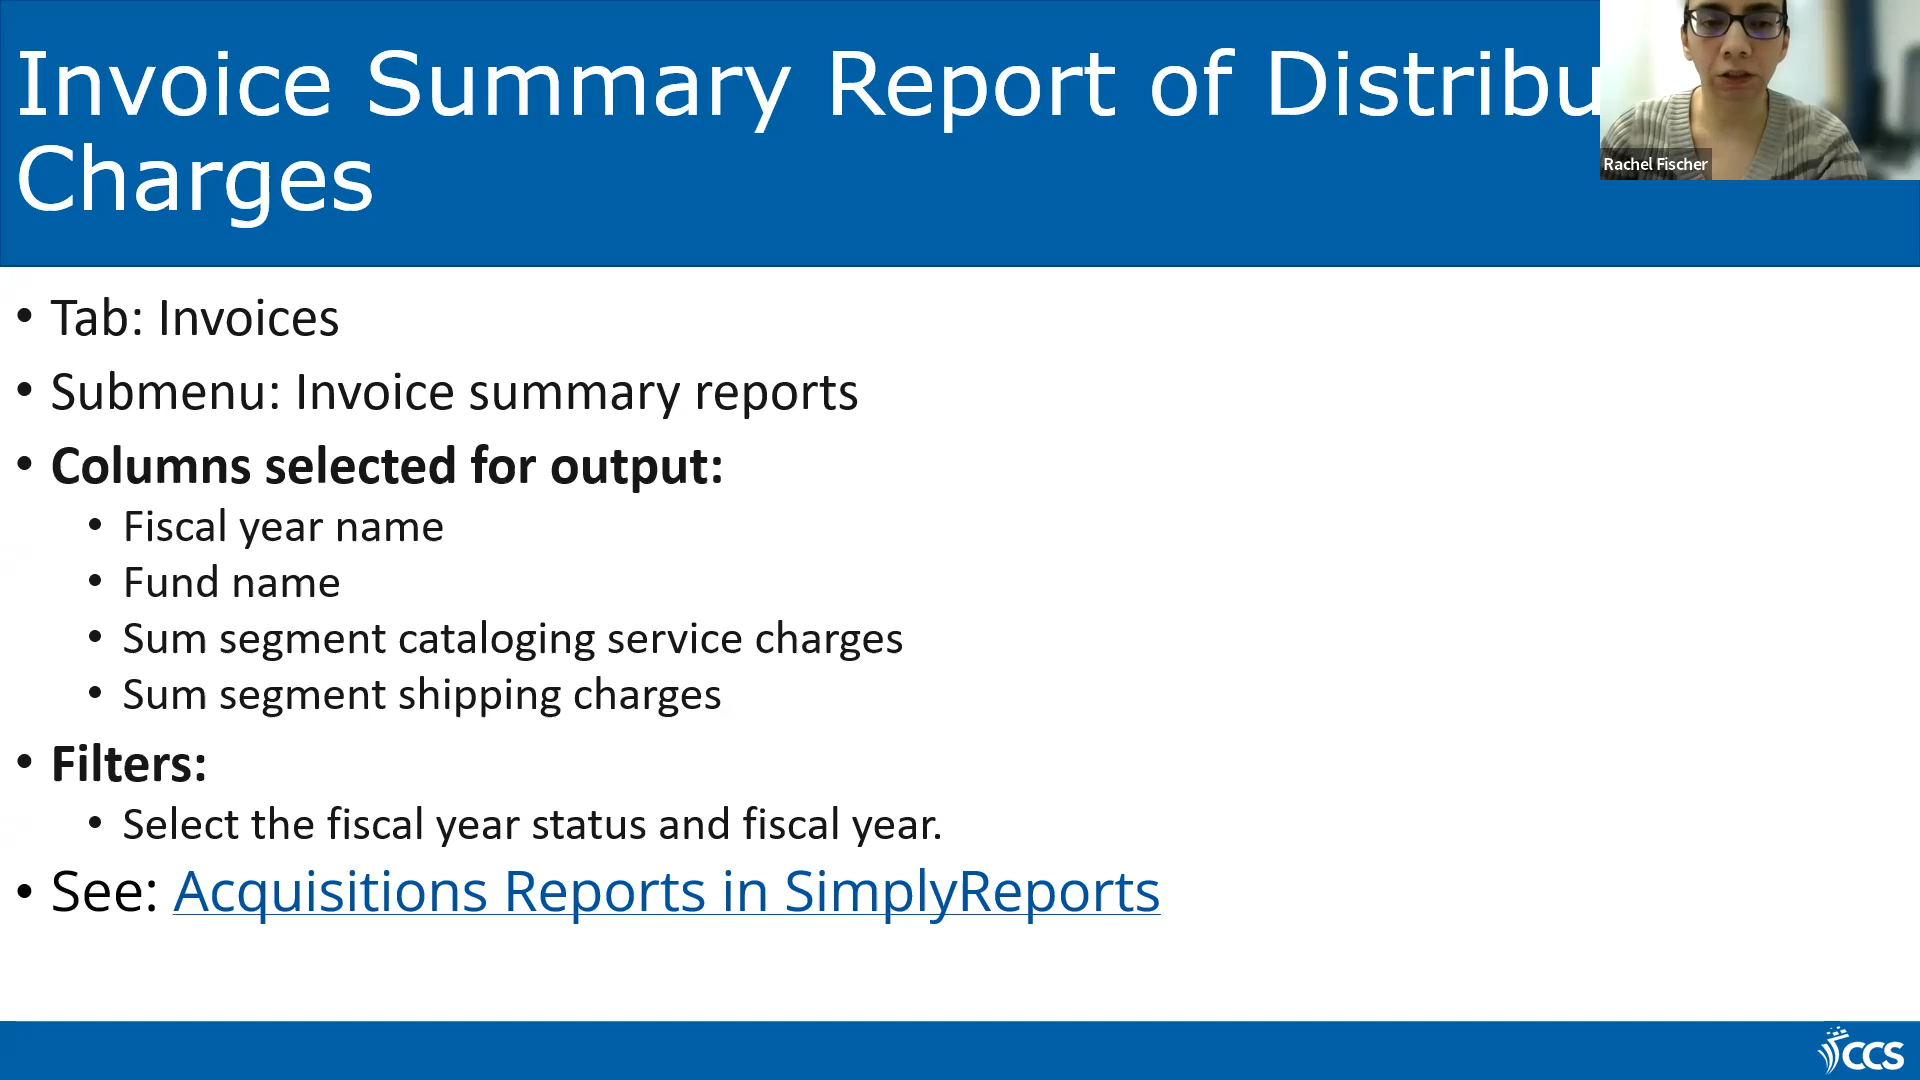 Invoice Summary Report of Distribu
Charges
Rachel Fischer
• Tab: Invoices
• Submenu: Invoice summary reports
• Columns selected for output:
• Fiscal year name
• Fund name
• Sum segment cataloging service charges
• Sum segment shipping charges
• Filters:
• Select the fiscal year status and fiscal year.
• See: Acquisitions Reports in SimplyReports
CCS